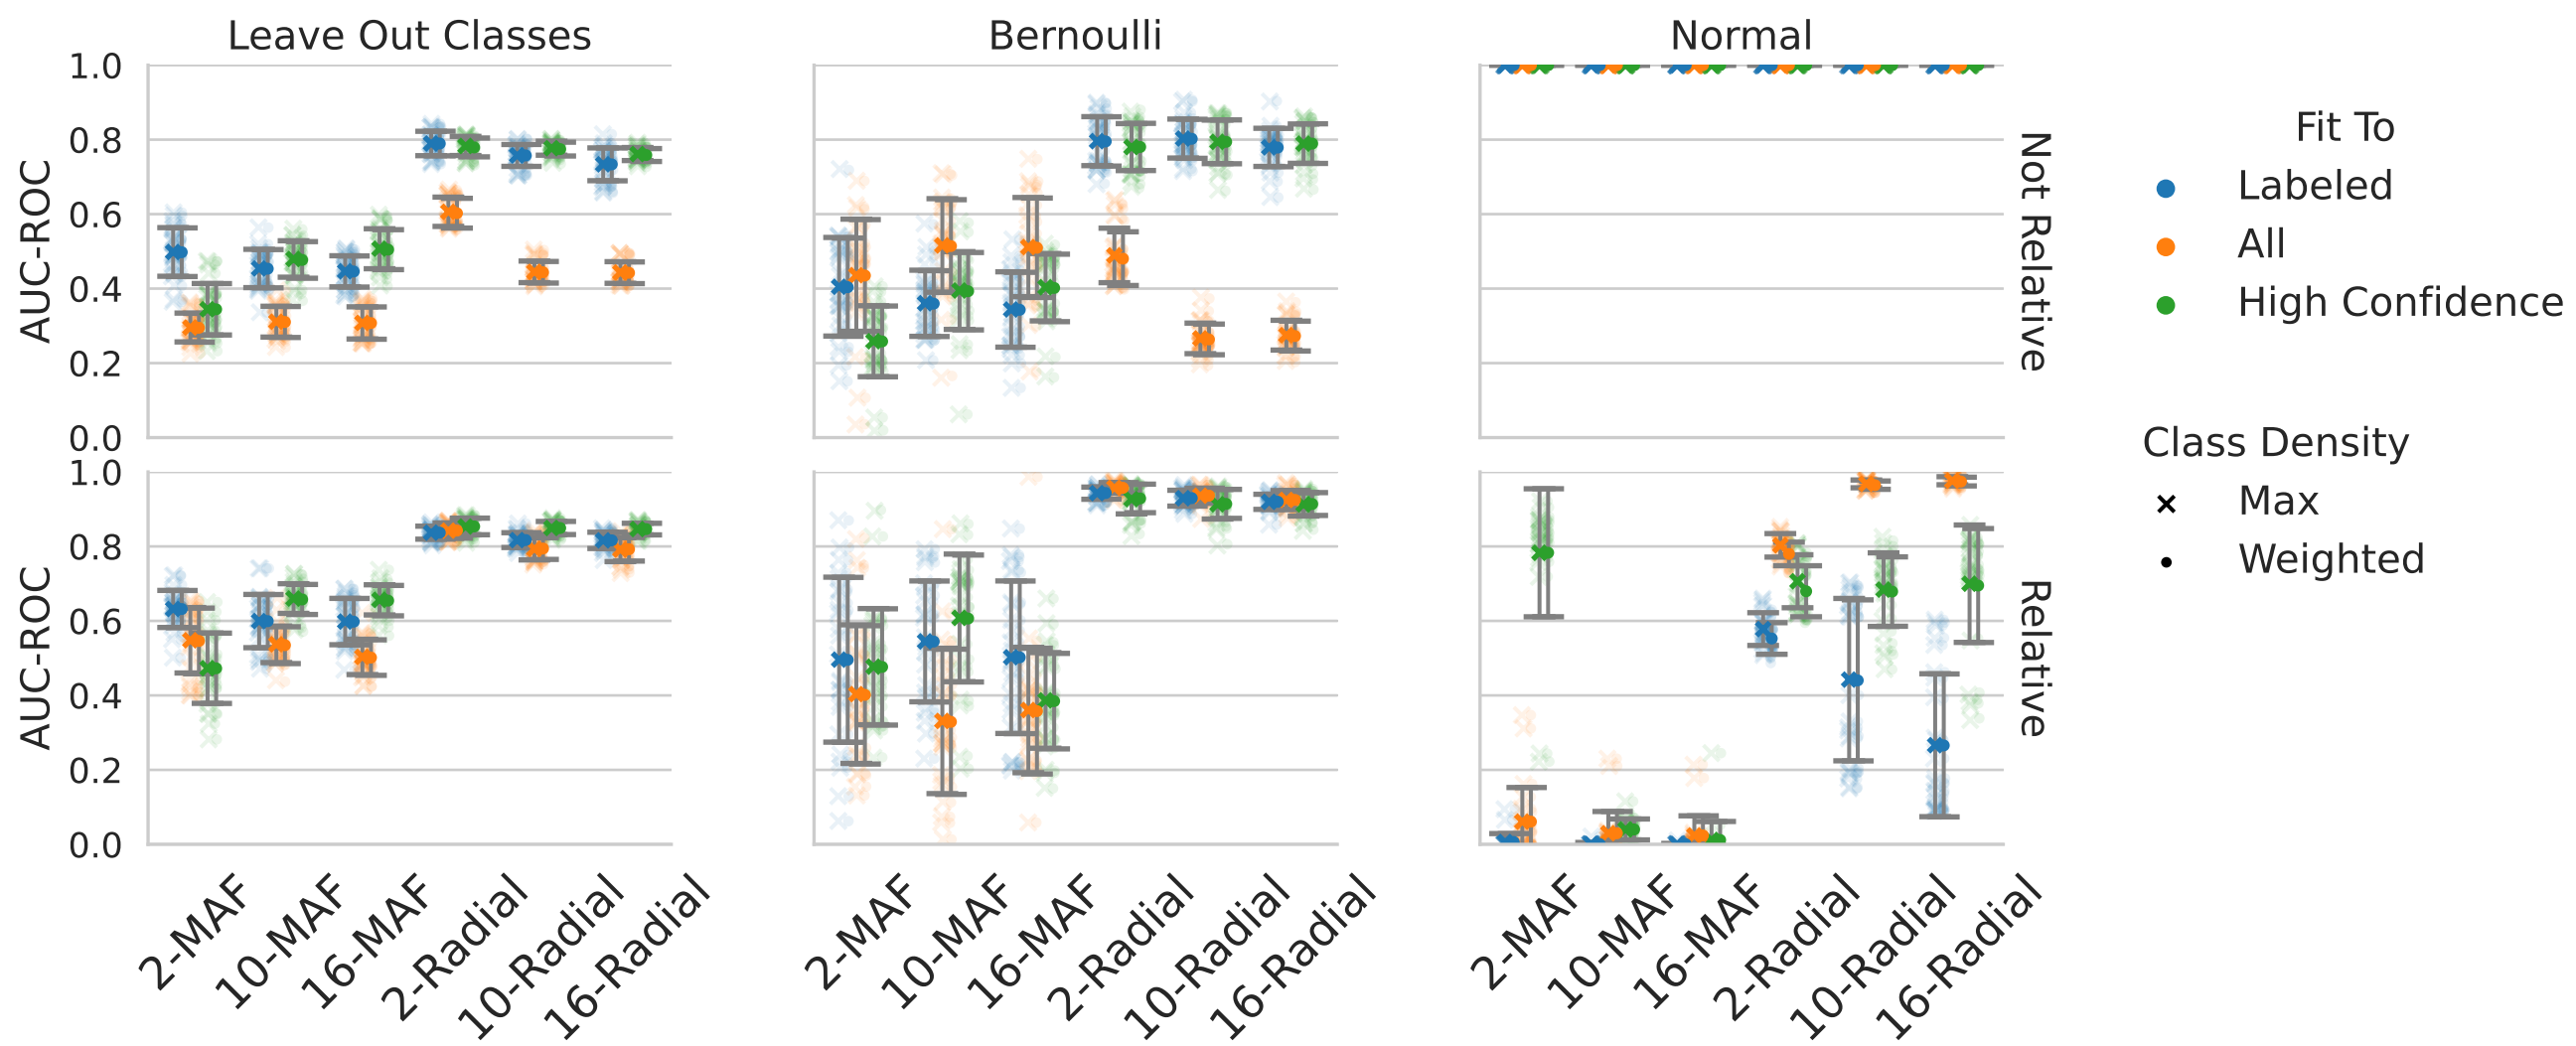 Leave Out Classes
Bernoulli
Normal
AUC-ROC
1.0
0.8
0.6
0.4
0.2
0.0
Not Relative
AUC-ROC
1.0
0.8
0.6
0.4
0.2
0.0
Relative
2-MAF
10-MAF
16-MAF
2-Radial
10-Radial
16-Radial
2-MAF
10-MAF
16-MAF
2-Radial
10-Radial
16-Radial
2-MAF
10-MAF
16-MAF
2-Radial
10-Radial
16-Radial
Fit To
Labeled
All
High Confidence
Class Density
Max
Weighted